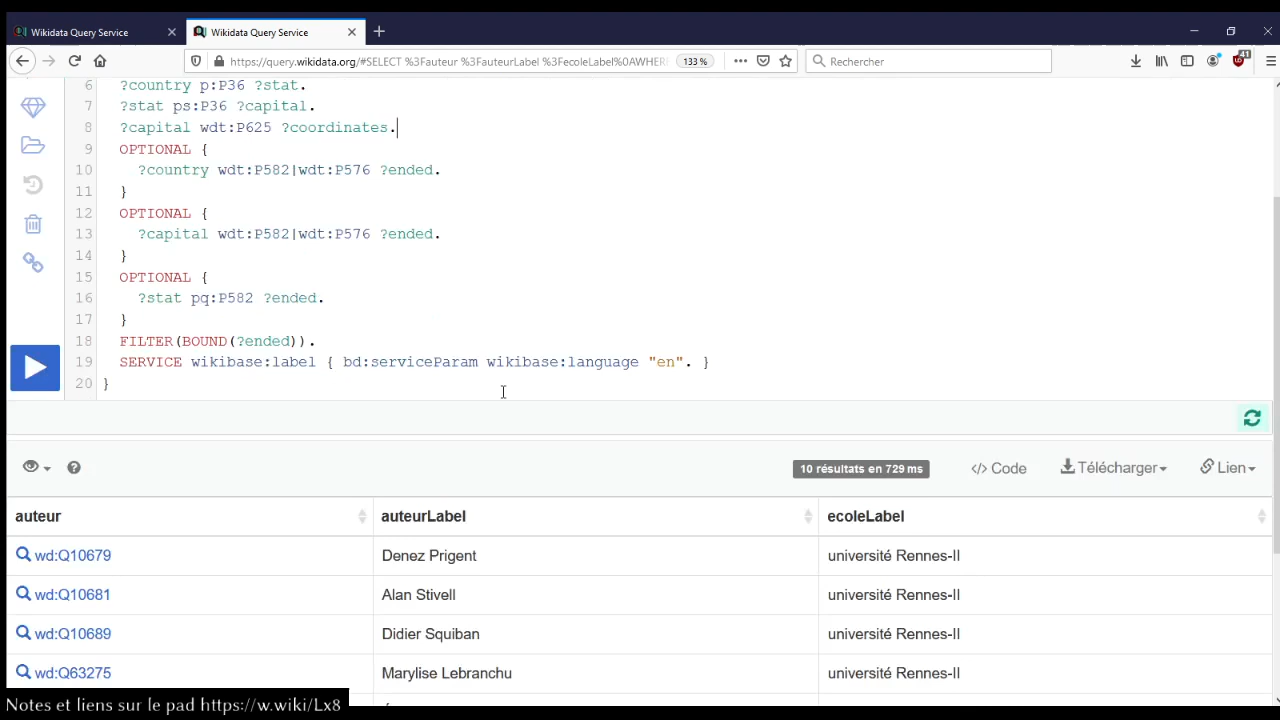 Wikidata Query Service
Wikidata Query Service
https://query.wikidata.org/#SELECT %3Fauteur %3FauteurLabel %3FecoleLabel%0AWHER
133 %
Rechercher
41
6 ?country p:P36 ?stat.
7 ?stat ps:P36 ?capital.
8 ?capital wdt:P625 ?coordinates.
9 OPTIONAL {
10 ?country wdt:P582|wdt:P576 ?ended.
11 }
12 OPTIONAL {
13 ?capital wdt:P582|wdt:P576 ?ended.
14 }
15 OPTIONAL {
16 ?stat pq:P582 ?ended.
17 }
18 FILTER(BOUND(?ended)).
19 SERVICE wikibase:label { bd:serviceParam wikibase:language "en". }
20 }
10 résultats en 729 ms
</> Code
Télécharger
Lien
auteur auteurLabel ecoleLabel
wd:Q10679 Denez Prigent université Rennes-II
wd:Q10681 Alan Stivell université Rennes-II
wd:Q10689 Didier Squiban université Rennes-II
wd:Q63275 Marylise Lebranchu université Rennes-II
Notes et liens sur le pad https://w.wiki/Lx8